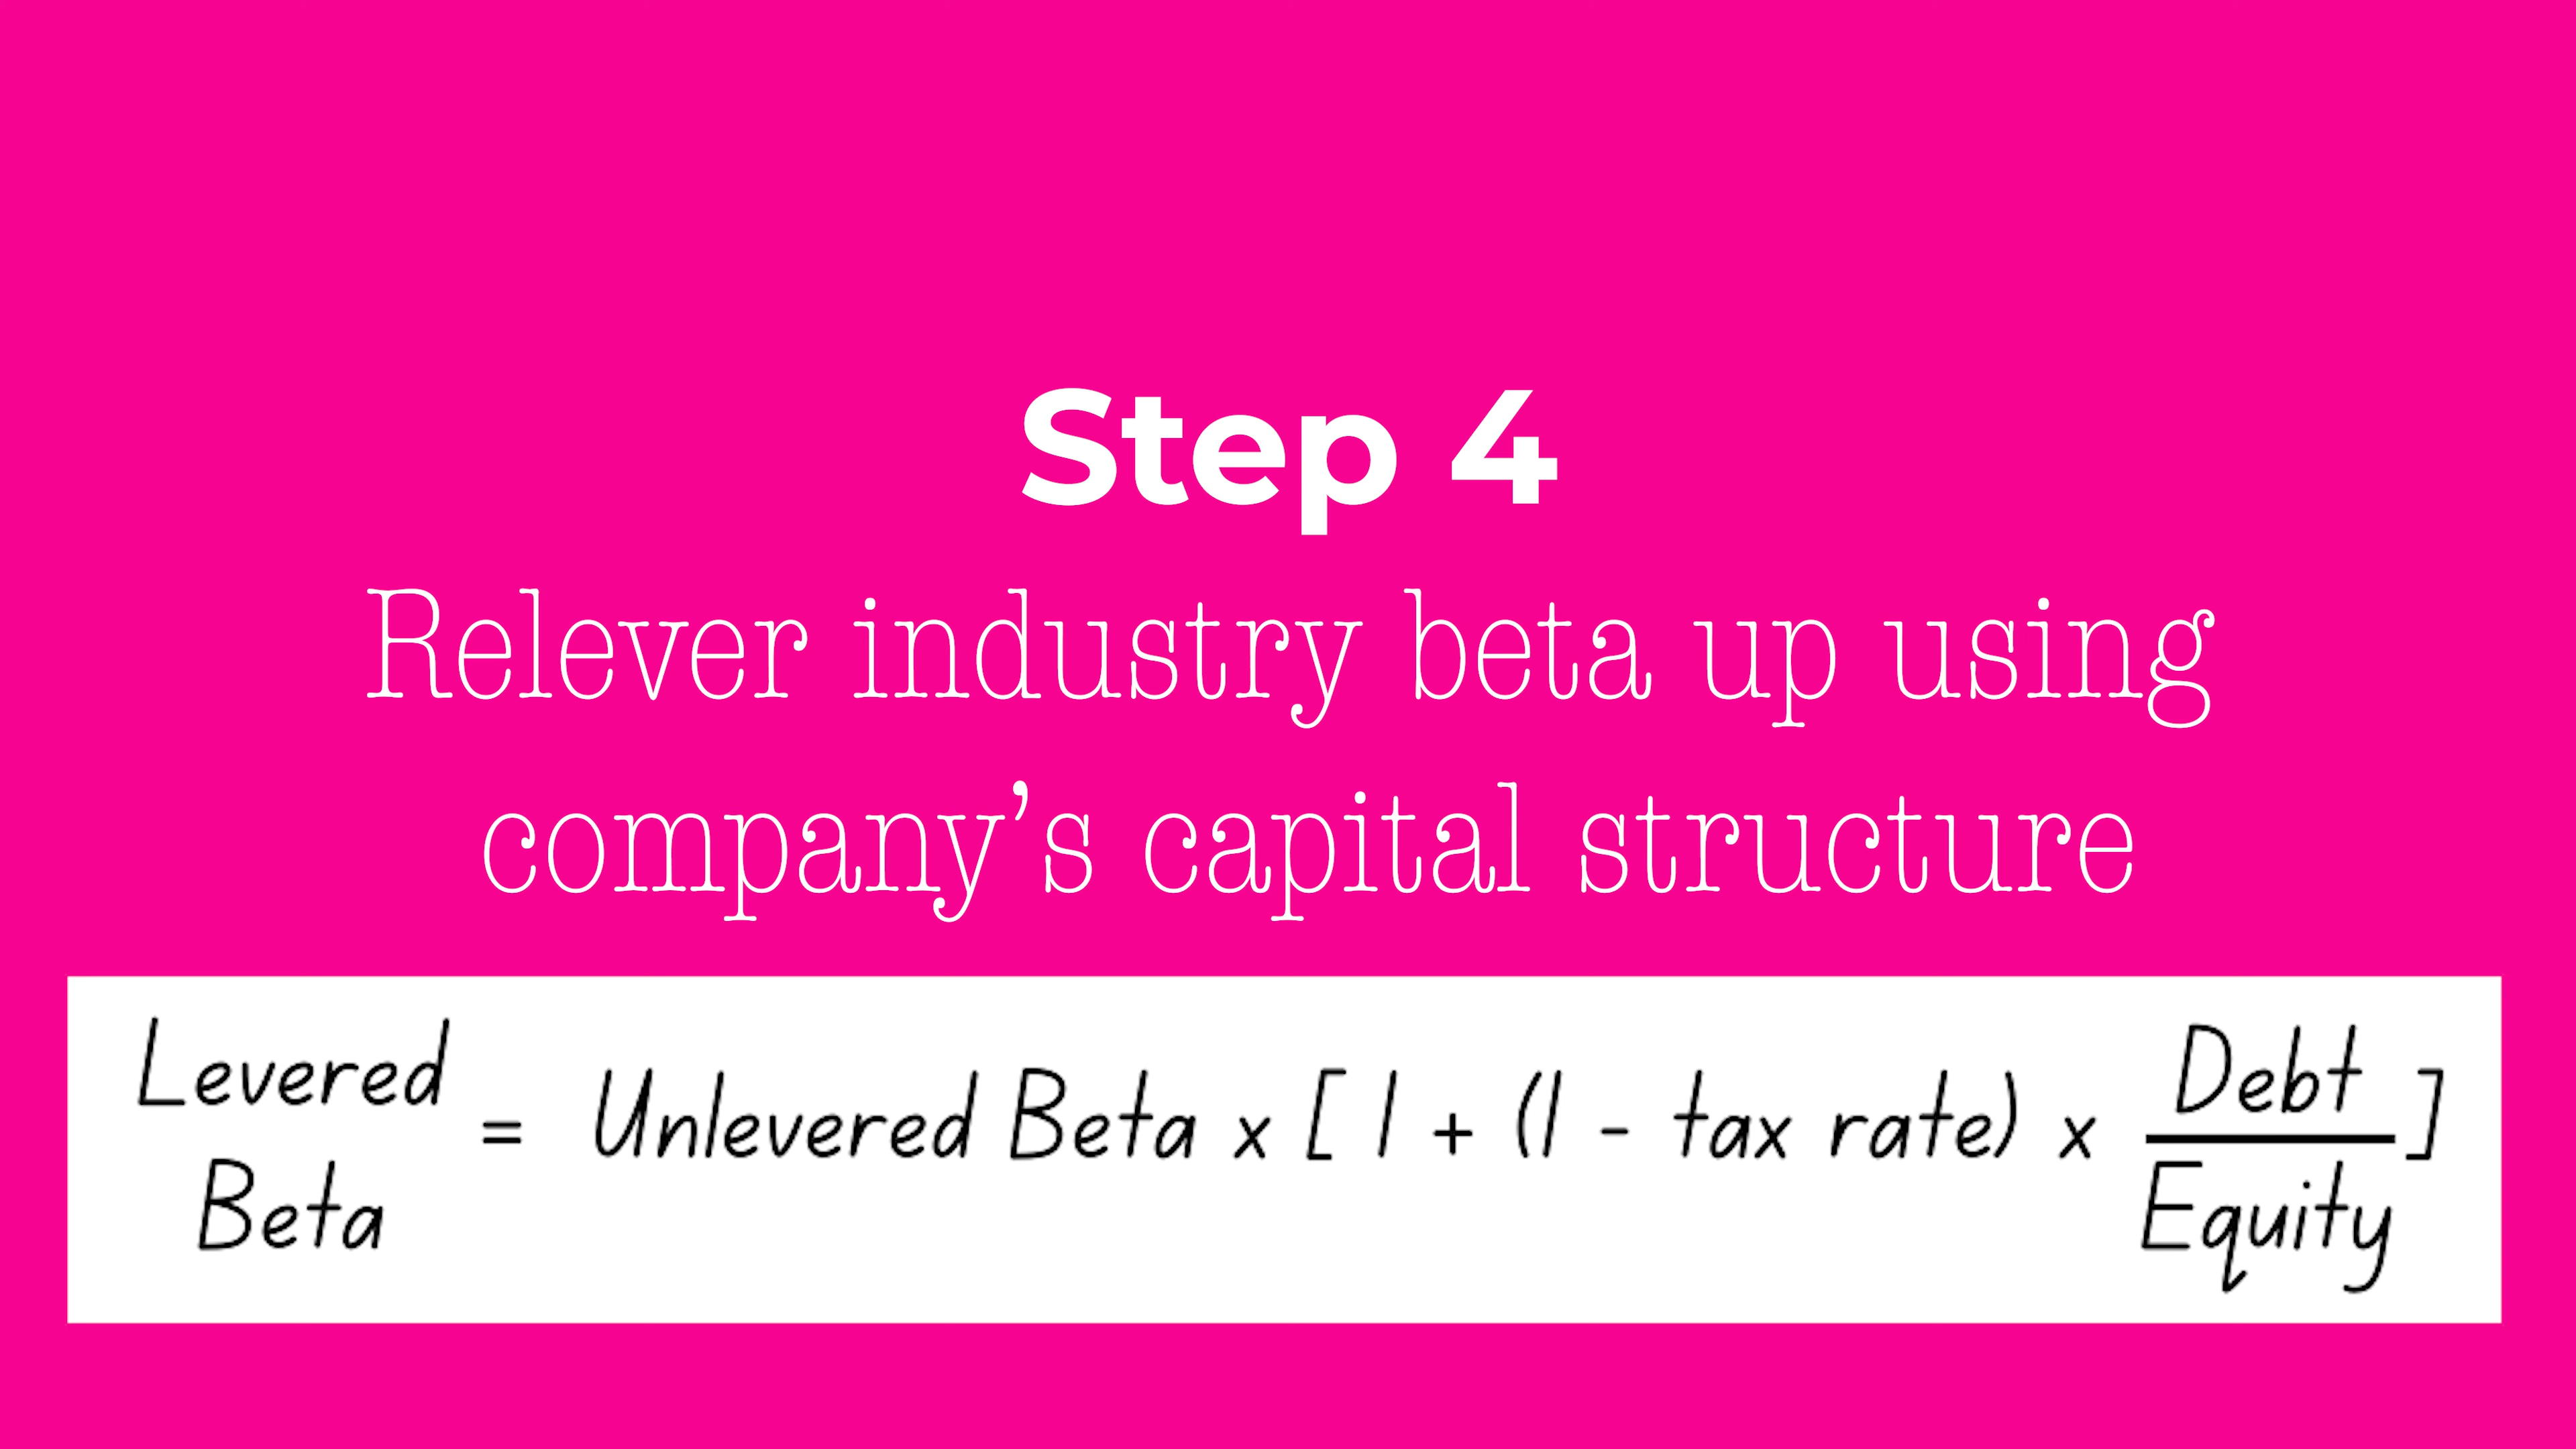 Step 4
Relever industry beta up using
company’s capital structure
Levered
Beta
= Unlevered Beta x [ 1 + (1 - tax rate) x
Debt
Equity
]